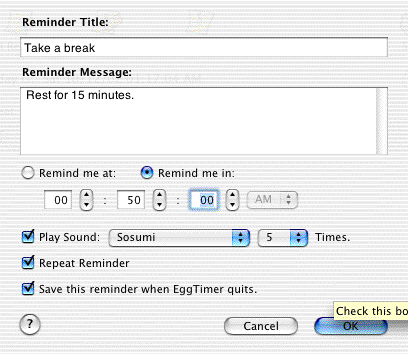 Reminder Title:
Take a break
Reminder Message:
Rest for 15 minutes.
Remind me at: Remind me in:
00 : 50 : 00 AM
Play Sound: Sosumi 5 Times.
Repeat Reminder
Save this reminder when EggTimer quits.
Check this bo
? Cancel OK